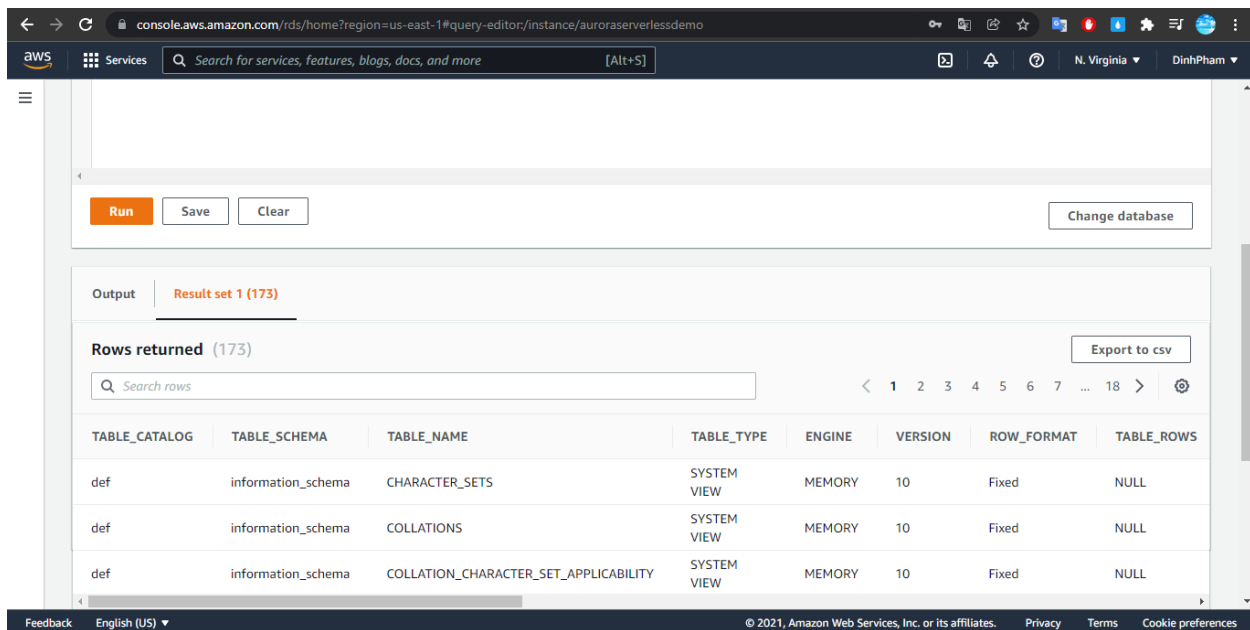 console.aws.amazon.com/rds/home?region=us-east-1#query-editor:/instance/auroraserverlessdemo
aws Services Search for services, features, blogs, docs, and more [Alt+S] N. Virginia ▼ DinhPham ▼
Run Save Clear Change database
Output Result set 1 (173)
Rows returned (173) Export to csv
Search rows < 1 2 3 4 5 6 7 ... 18 >
TABLE_CATALOG TABLE_SCHEMA TABLE_NAME TABLE_TYPE ENGINE VERSION ROW_FORMAT TABLE_ROWS
def information_schema CHARACTER_SETS SYSTEM VIEW MEMORY 10 Fixed NULL
def information_schema COLLATIONS SYSTEM VIEW MEMORY 10 Fixed NULL
def information_schema COLLATION_CHARACTER_SET_APPLICABILITY SYSTEM VIEW MEMORY 10 Fixed NULL
Feedback English (US) ▼ © 2021, Amazon Web Services, Inc. or its affiliates. Privacy Terms Cookie preferences